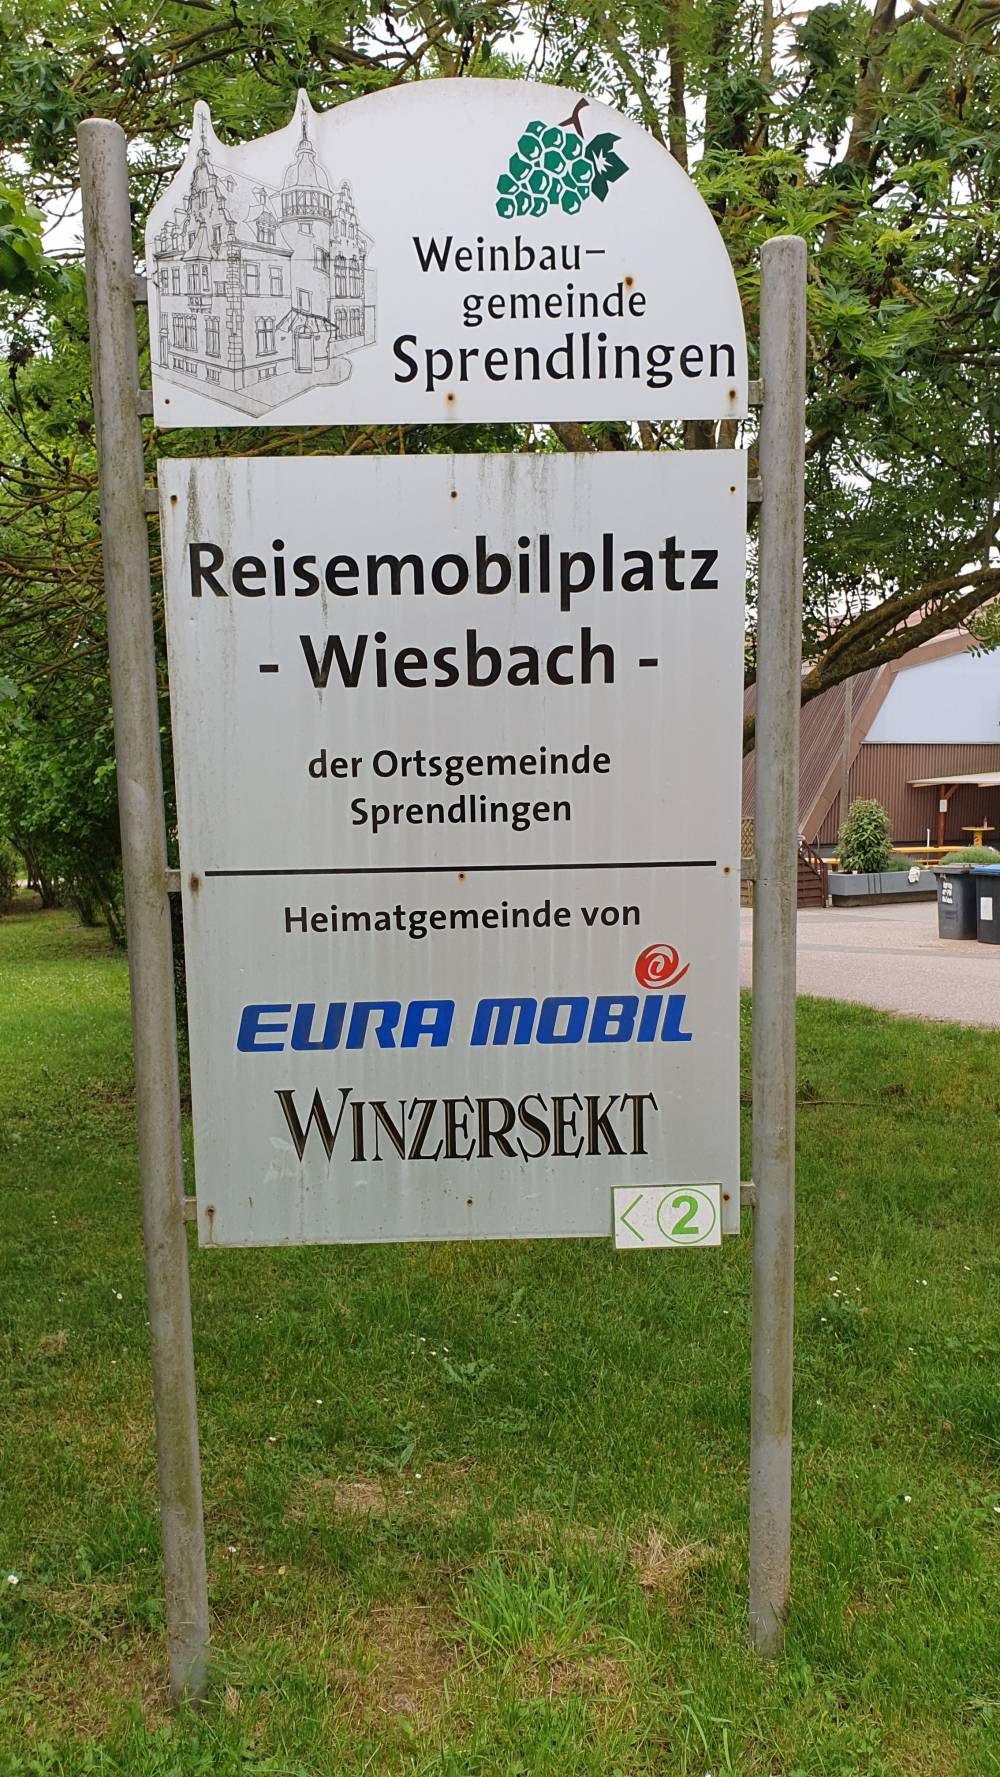 Weinbau-
gemeinde
Sprendlingen
Reisemobilplatz
- Wiesbach -
der Ortsgemeinde
Sprendlingen
Heimatgemeinde von
EURA MOBIL
WINZERSEKT
< 2